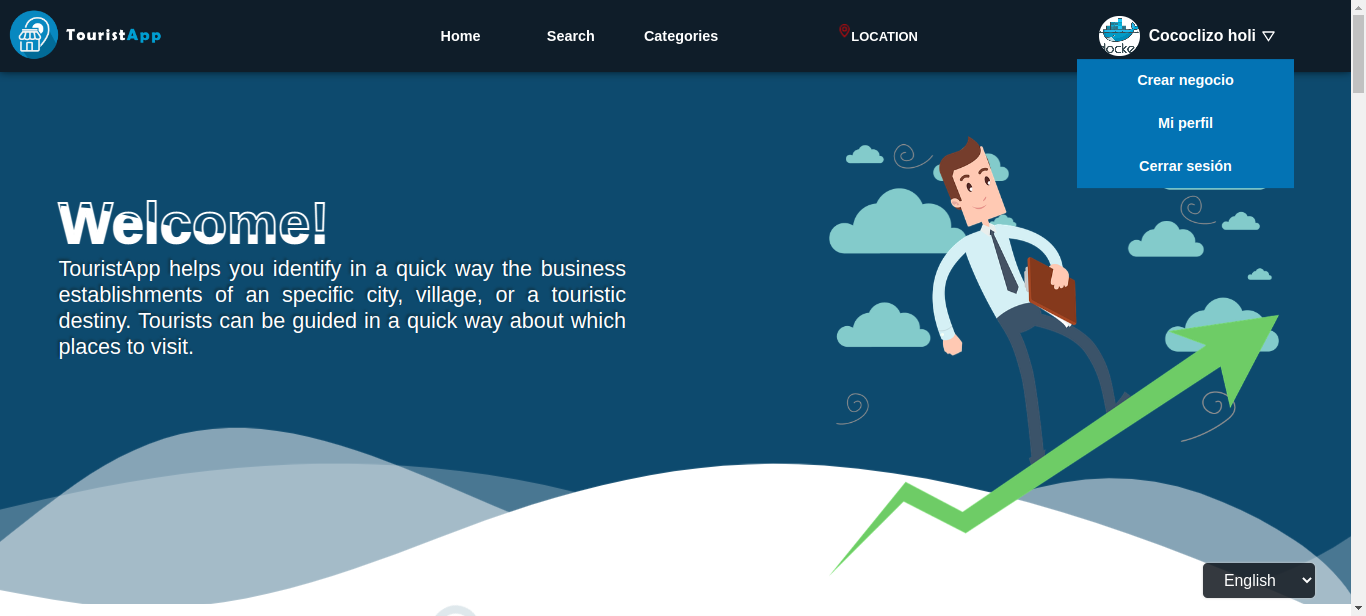 TouristApp
Home
Search
Categories
LOCATION
Cococlizo holi
Crear negocio
Mi perfil
Cerrar sesión
Welcome!
TouristApp helps you identify in a quick way the business
establishments of an specific city, village, or a touristic
destiny. Tourists can be guided in a quick way about which
places to visit.
English